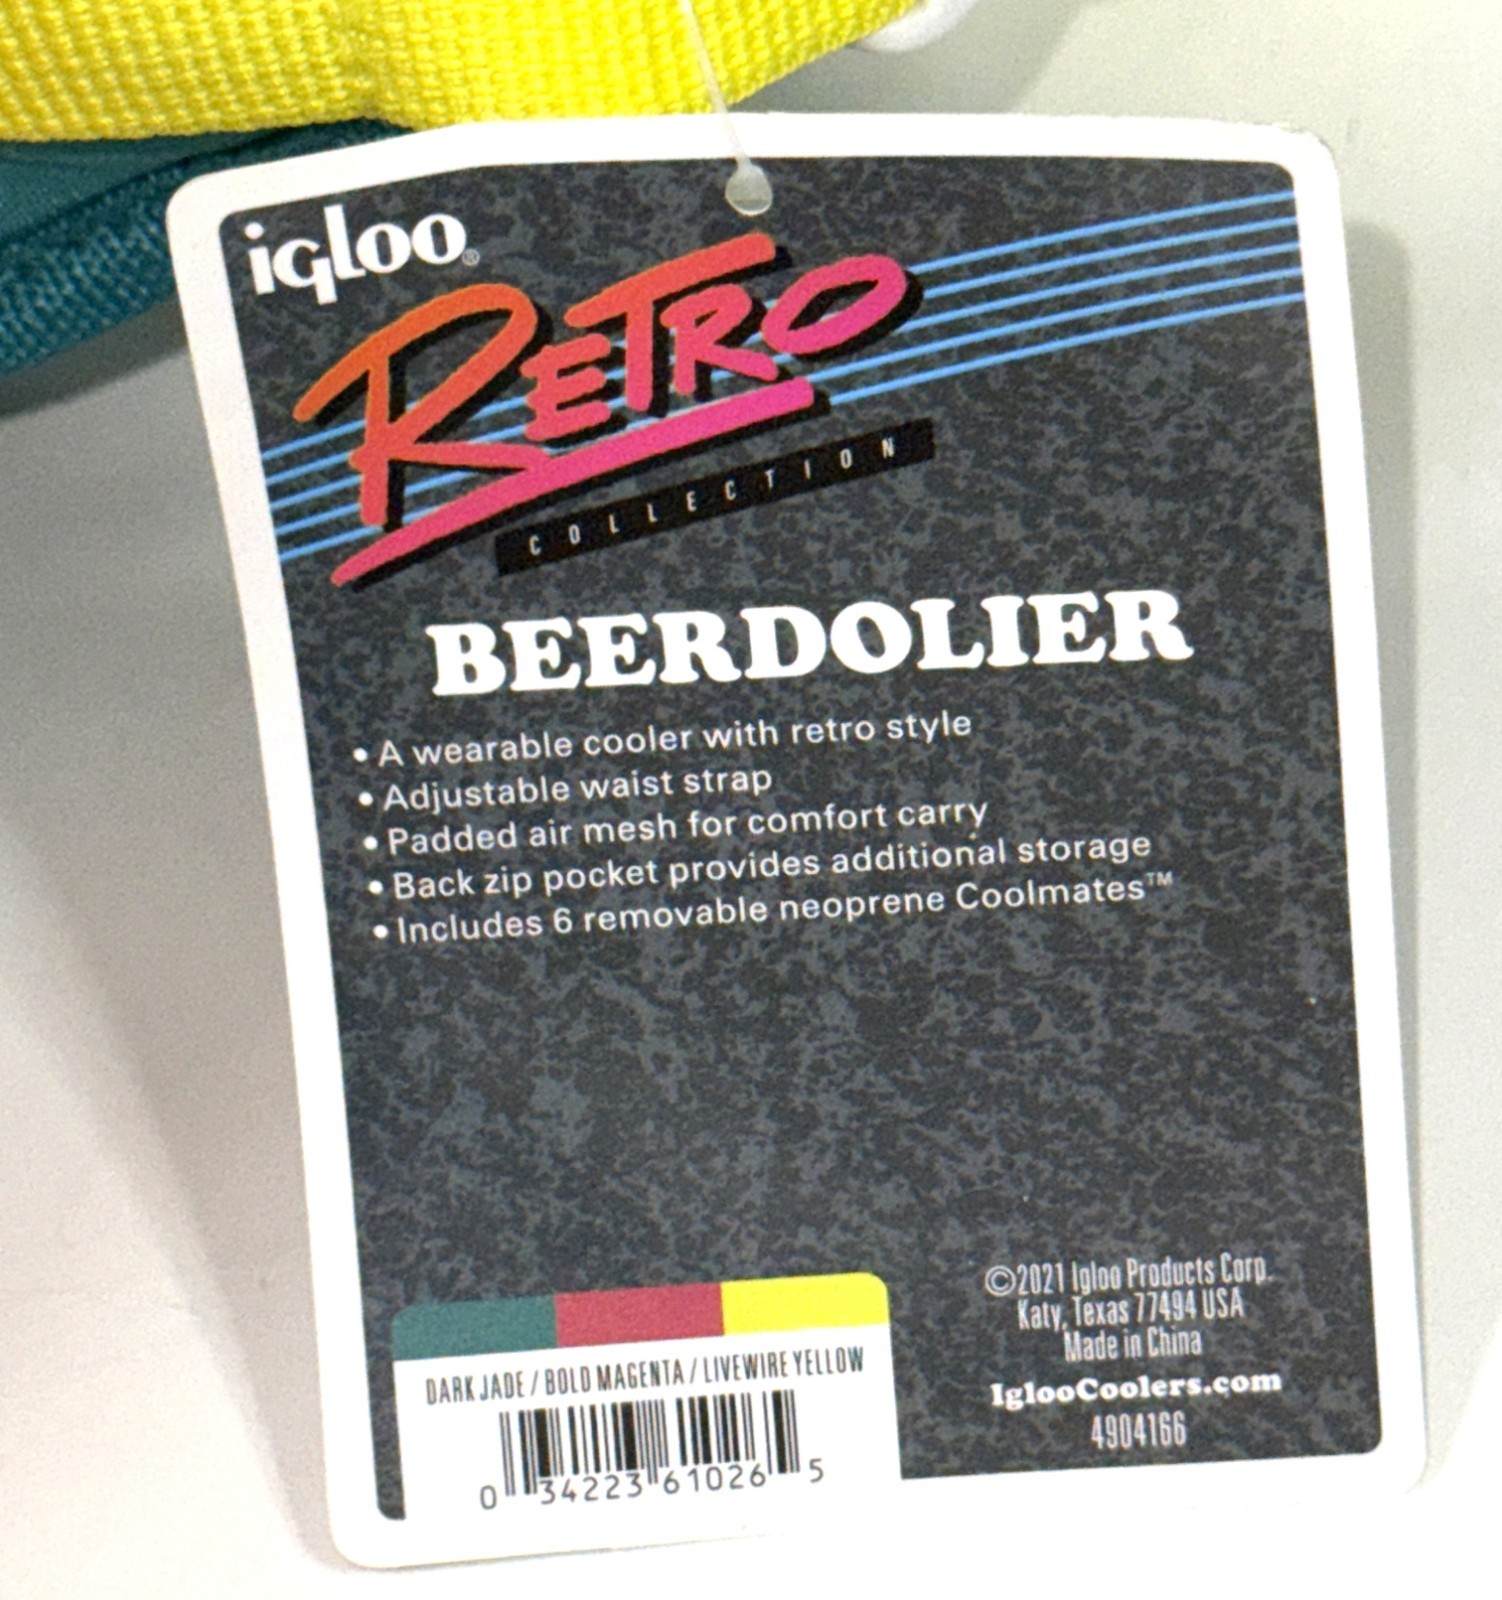 igloo®
RETRO
COLLECTION
BEERDOLIER
• A wearable cooler with retro style
• Adjustable waist strap
• Padded air mesh for comfort carry
• Back zip pocket provides additional storage
• Includes 6 removable neoprene Coolmates™
©2021 Igloo Products Corp.
Katy, Texas 77494 USA
Made in China
IglooCoolers.com
4904166
DARK JADE / BOLD MAGENTA / LIVEWIRE YELLOW
0 34223 61026 5